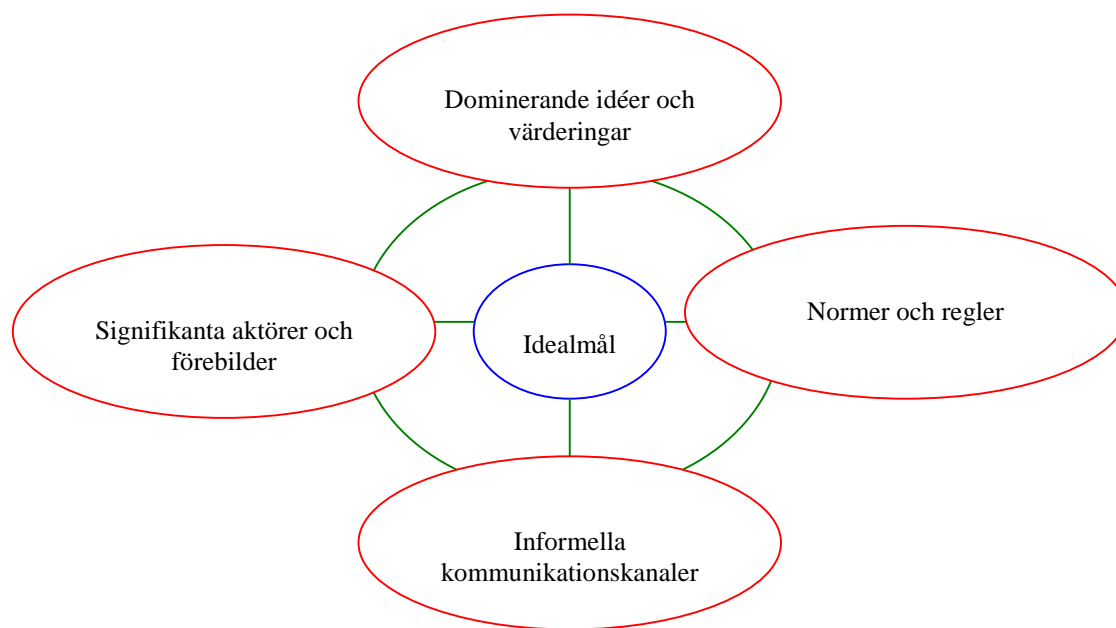 Dominerande idéer och
värderingar
Signifikanta aktörer och
förebilder
Idealmål
Normer och regler
Informella
kommunikationskanaler